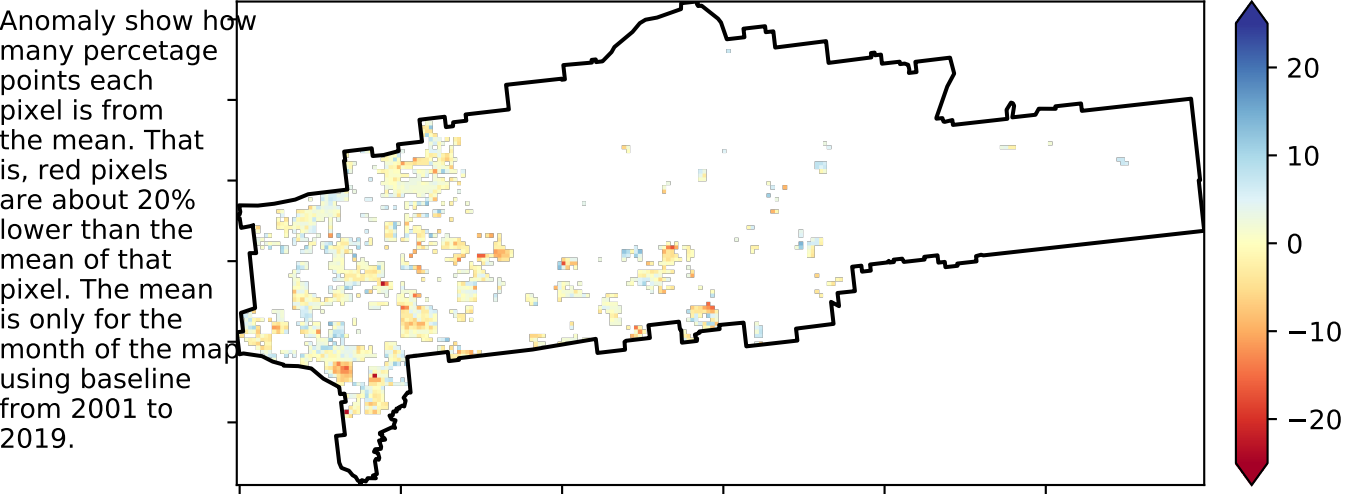 Anomaly show how
many percetage
points each
pixel is from
the mean. That
is, red pixels
are about 20%
lower than the
mean of that
pixel. The mean
is only for the
month of the map
using baseline
from 2001 to
2019.
20
10
0
−10
−20